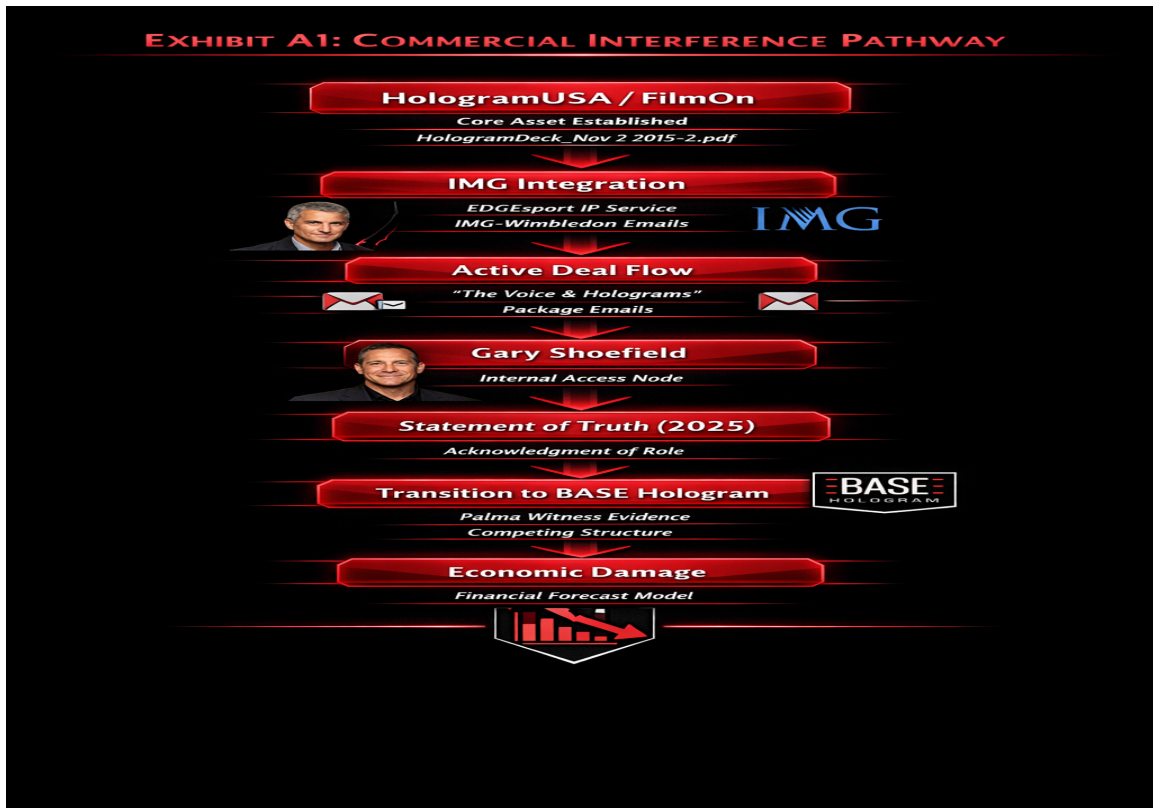 EXHIBIT A1: COMMERCIAL INTERFERENCE PATHWAY
HologramUSA / FilmOn
Core Asset Established
HologramDeck_Nov 2 2015-2.pdf
IMG Integration
EDGEsport IP Service
IMG-Wimbledon Emails
IMG
Active Deal Flow
"The Voice & Holograms"
Package Emails
Gary Shoefield
Internal Access Node
Statement of Truth (2025)
Acknowledgment of Role
Transition to BASE Hologram
BASE
HOLOGRAM
Palma Witness Evidence
Competing Structure
Economic Damage
Financial Forecast Model